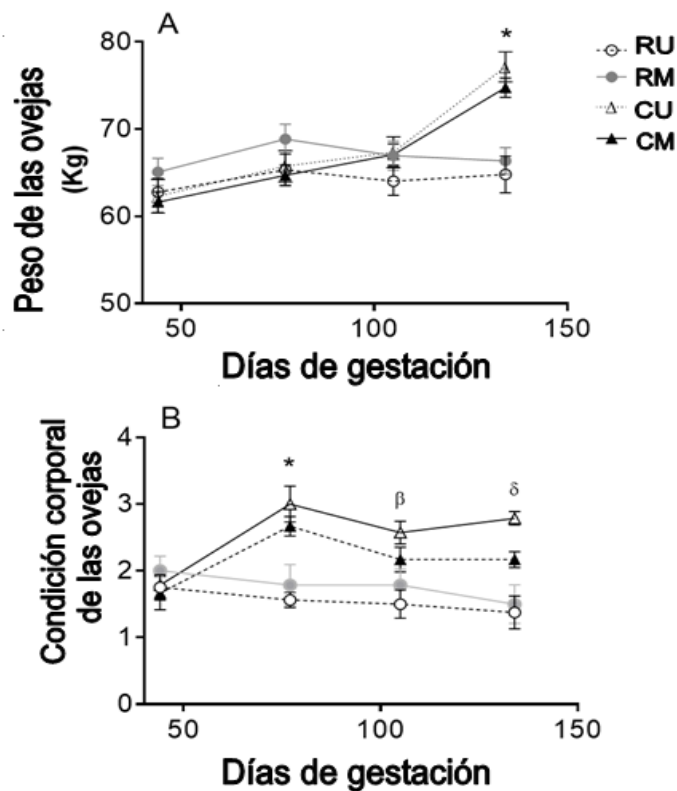 A
80
70
60
50
Peso de las ovejas
(Kg)
*
RU
RM
CU
CM
50
100
150
Días de gestación
B
4
3
2
1
0
Condición corporal
de las ovejas
*
β
δ
50
100
150
Días de gestación